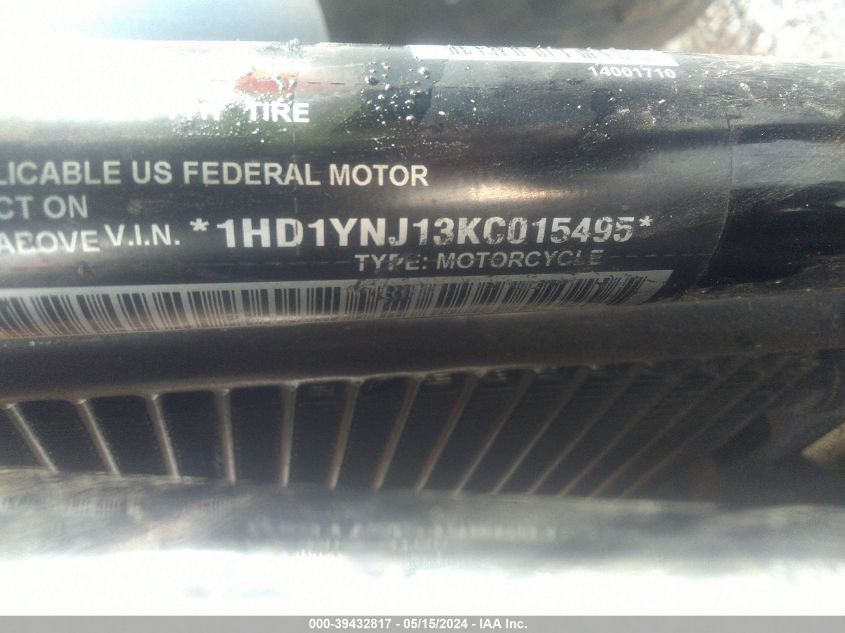 14001710
TIRE
LICABLE US FEDERAL MOTOR
CT ON
ABOVE V.I.N. *1HD1YNJ13KC015495*
TYPE: MOTORCYCLE
000-39432817 - 05/15/2024 - IAA Inc.